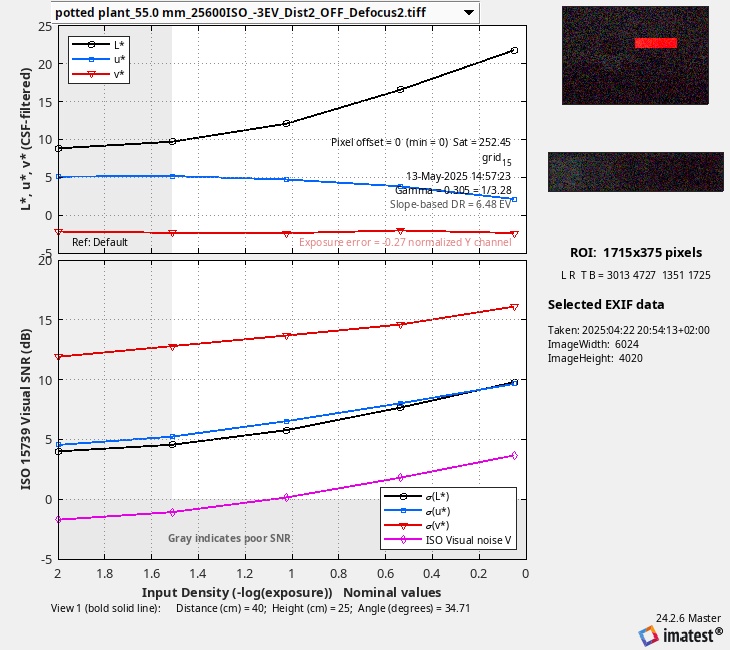 potted plant_55.0 mm_25600ISO_-3EV_Dist2_OFF_Defocus2.tiff
L*, u*, v* (CSF-filtered)
25
20
15
10
5
0
-5
L*
u*
v*
Pixel offset = 0 (min = 0) Sat = 252.45
grid15
13-May-2025 14:57:23
Gamma = 0.305 = 1/3.28
Slope-based DR = 6.48 EV
Ref: Default
Exposure error = -0.27 normalized Y channel
ISO 15739 Visual SNR (dB)
20
15
10
5
0
-5
σ(L*)
σ(u*)
σ(v*)
ISO Visual noise V
Gray indicates poor SNR
2 1.8 1.6 1.4 1.2 1 0.8 0.6 0.4 0.2 0
Input Density (-log(exposure)) Nominal values
View 1 (bold solid line): Distance (cm) = 40; Height (cm) = 25; Angle (degrees) = 34.71
ROI: 1715x375 pixels
L R T B = 3013 4727 1351 1725
Selected EXIF data
Taken: 2025:04:22 20:54:13+02:00
ImageWidth: 6024
ImageHeight: 4020
24.2.6 Master
imatest®